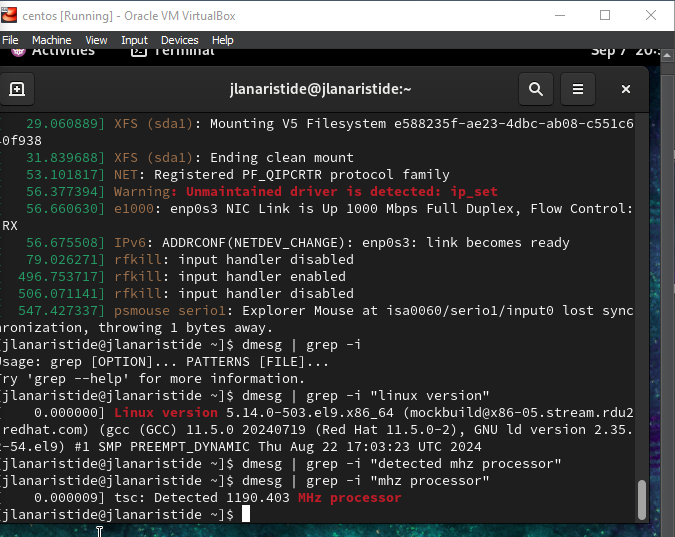 centos [Running] - Oracle VM VirtualBox
File Machine View Input Devices Help
Activities Terminal Sep 7 20:
jlanaristide@jlanaristide:~
29.060889] XFS (sda1): Mounting V5 Filesystem e588235f-ae23-4dbc-ab08-c551c6
40f938
[ 31.839688] XFS (sda1): Ending clean mount
[ 53.101817] NET: Registered PF_QIPCRTR protocol family
[ 56.377394] Warning: Unmaintained driver is detected: ip_set
[ 56.660630] e1000: enp0s3 NIC Link is Up 1000 Mbps Full Duplex, Flow Control:
RX
[ 56.675508] IPv6: ADDRCONF(NETDEV_CHANGE): enp0s3: link becomes ready
[ 79.026271] rfkill: input handler disabled
[ 496.753717] rfkill: input handler enabled
[ 506.071141] rfkill: input handler disabled
[ 547.427337] psmouse serio1: Explorer Mouse at isa0060/serio1/input0 lost sync
hronization, throwing 1 bytes away.
[jlanaristide@jlanaristide ~]$ dmesg | grep -i
Usage: grep [OPTION]... PATTERNS [FILE]...
Try 'grep --help' for more information.
[jlanaristide@jlanaristide ~]$ dmesg | grep -i "linux version"
[ 0.000000] Linux version 5.14.0-503.el9.x86_64 (mockbuild@x86-05.stream.rdu2
.redhat.com) (gcc (GCC) 11.5.0 20240719 (Red Hat 11.5.0-2), GNU ld version 2.35.
2-54.el9) #1 SMP PREEMPT_DYNAMIC Thu Aug 22 17:03:23 UTC 2024
[jlanaristide@jlanaristide ~]$ dmesg | grep -i "detected mhz processor"
[jlanaristide@jlanaristide ~]$ dmesg | grep -i "mhz processor"
[ 0.000009] tsc: Detected 1190.403 MHz processor
[jlanaristide@jlanaristide ~]$